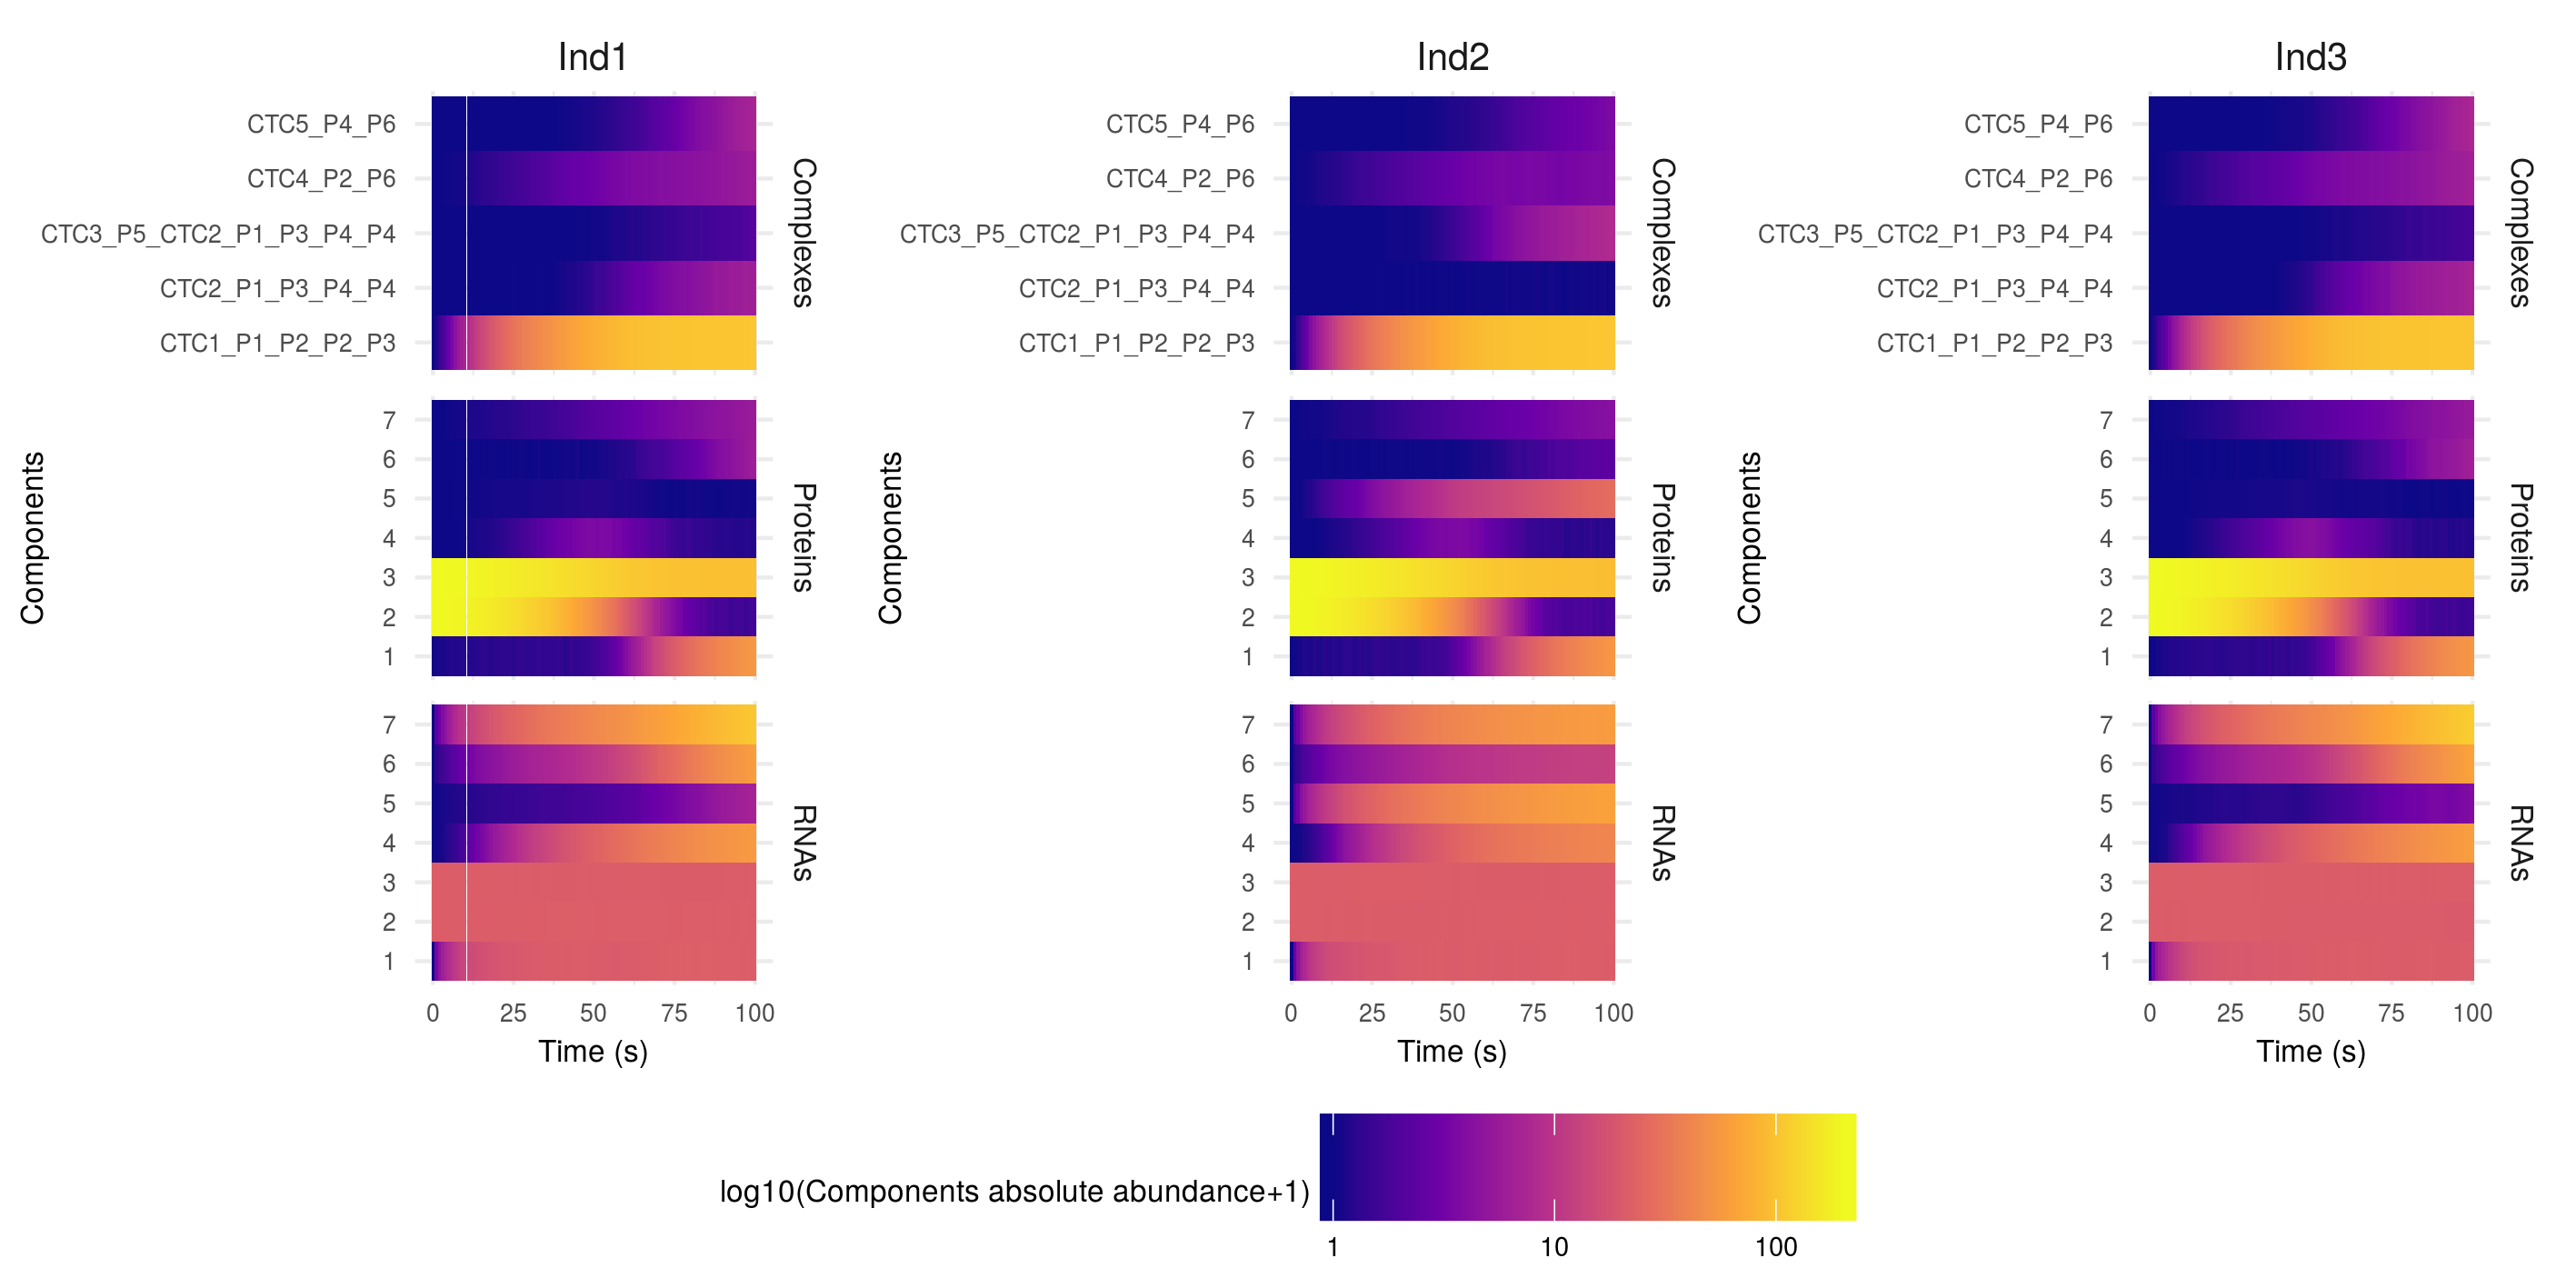 Ind1
Ind2
Ind3
CTC5_P4_P6
CTC4_P2_P6
CTC3_P5_CTC2_P1_P3_P4_P4
CTC2_P1_P3_P4_P4
CTC1_P1_P2_P2_P3
Complexes
7
6
5
4
3
2
1
Proteins
Components
7
6
5
4
3
2
1
RNAs
0 25 50 75 100
Time (s)
CTC5_P4_P6
CTC4_P2_P6
CTC3_P5_CTC2_P1_P3_P4_P4
CTC2_P1_P3_P4_P4
CTC1_P1_P2_P2_P3
Complexes
7
6
5
4
3
2
1
Proteins
Components
7
6
5
4
3
2
1
RNAs
0 25 50 75 100
Time (s)
CTC5_P4_P6
CTC4_P2_P6
CTC3_P5_CTC2_P1_P3_P4_P4
CTC2_P1_P3_P4_P4
CTC1_P1_P2_P2_P3
Complexes
7
6
5
4
3
2
1
Proteins
Components
7
6
5
4
3
2
1
RNAs
0 25 50 75 100
Time (s)
log10(Components absolute abundance+1)
1 10 100